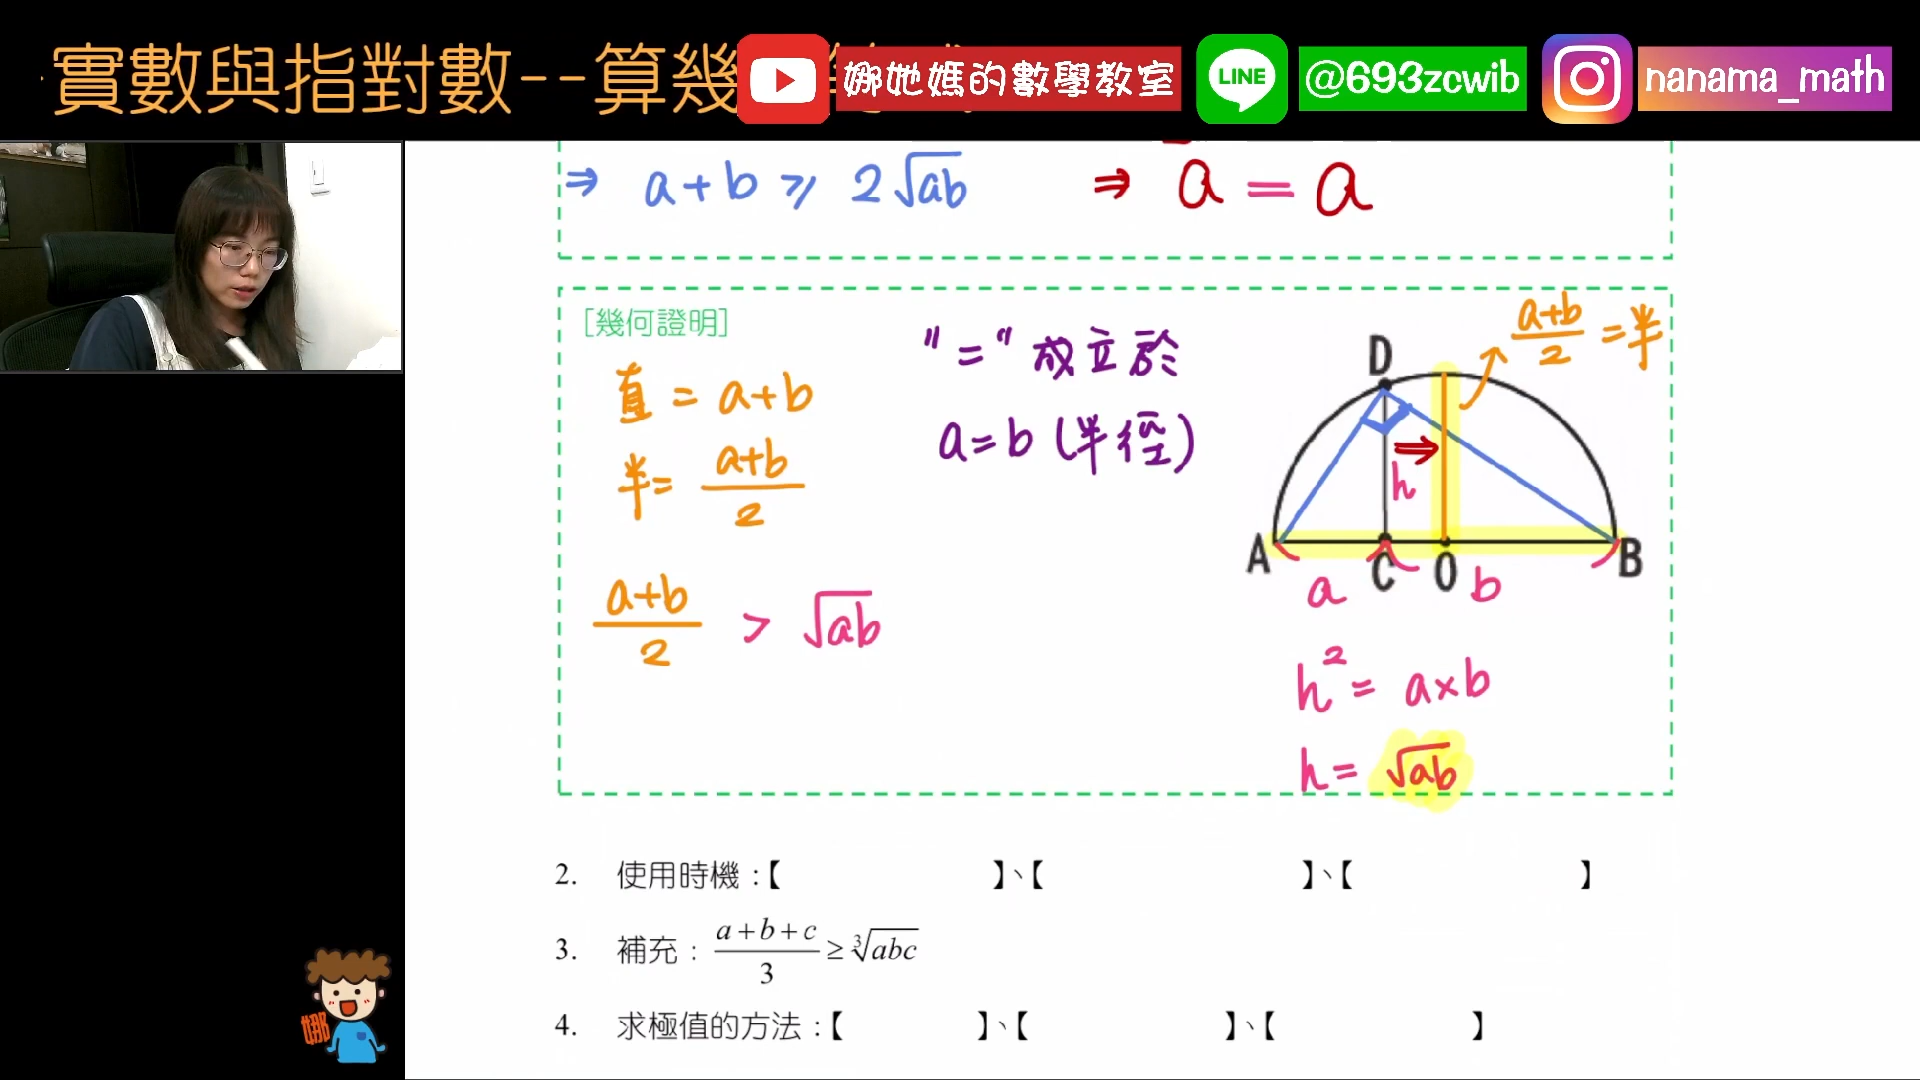 實數與指對數--算幾
娜她媽的數學教室
LINE
@693zcwib
nanama_math
⇒ a+b ≥ 2√ab ⇒ a = a
[幾何證明]
直 = a+b
半 = a+b/2
a+b/2 > √ab
"=" 成立於
a=b (半徑)
a+b/2 = 半
D
h
A C O B
a b
h² = a×b
h = √ab
2. 使用時機：【 】、【 】、【 】
3. 補充：a+b+c/3 ≥ ∛abc
4. 求極值的方法：【 】、【 】、【 】
娜